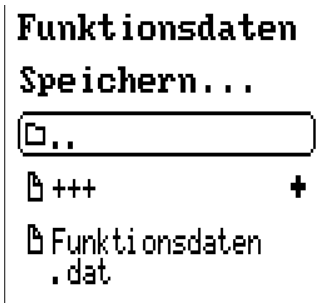 Funktionsdaten
Speichern...
..
+++ +
Funktionsdaten
.dat